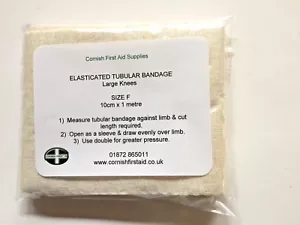 Cornish First Aid Supplies
ELASTICATED TUBULAR BANDAGE
Large Knees
SIZE F
10cm x 1 metre
1) Measure tubular bandage against limb & cut
length required.
2) Open as a sleeve & draw evenly over limb.
3) Use double for greater pressure.
01872 865011
www.cornishfirstaid.co.uk